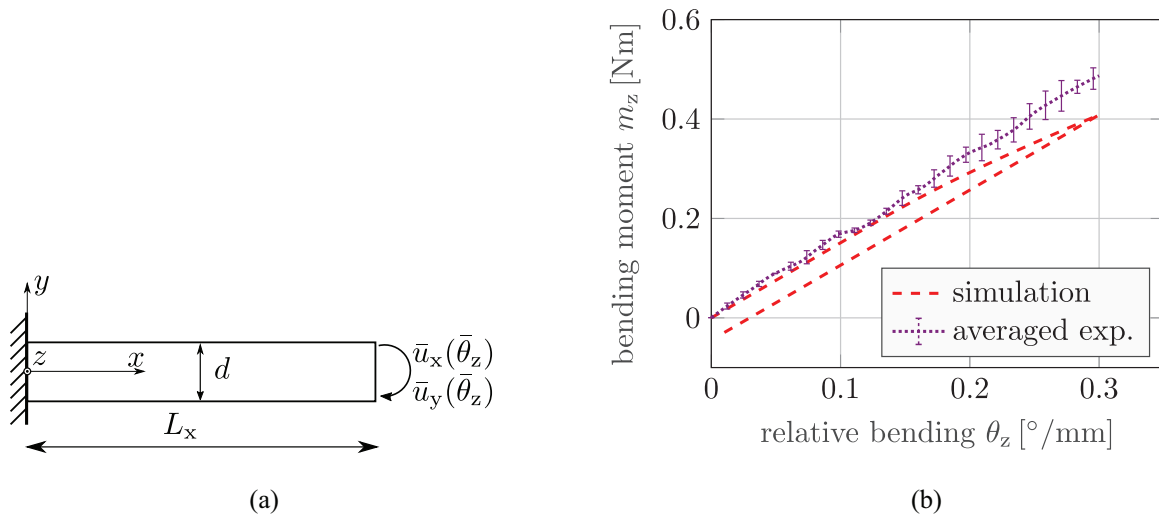 y
z
x
d
ū_x(θ̄_z)
ū_y(θ̄_z)
L_x
(a)
bending moment m_z [Nm]
0.6
0.4
0.2
0
0
0.1
0.2
0.3
simulation
averaged exp.
relative bending θ_z [°/mm]
(b)